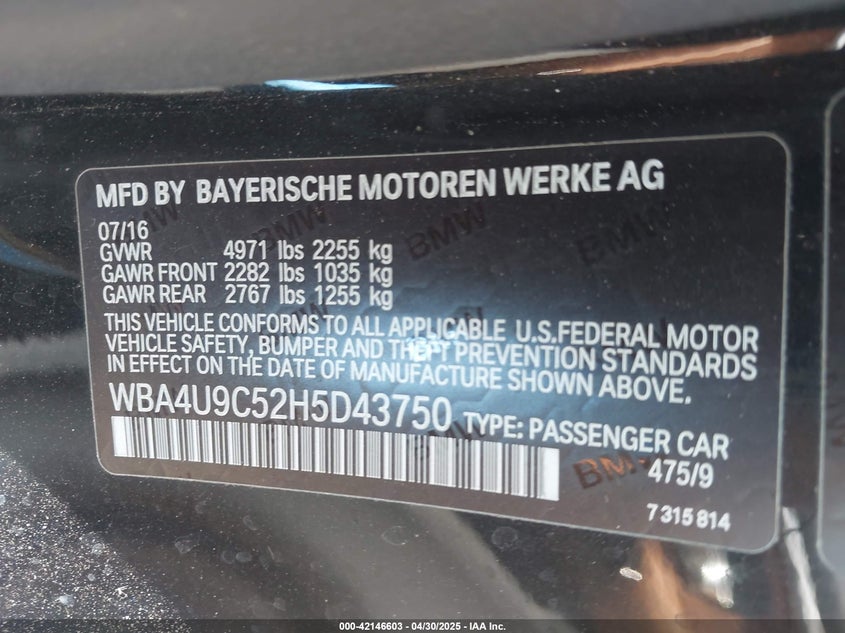 MFD BY BAYERISCHE MOTOREN WERKE AG
07/16
GVWR 4971 lbs 2255 kg
GAWR FRONT 2282 lbs 1035 kg
GAWR REAR 2767 lbs 1255 kg
THIS VEHICLE CONFORMS TO ALL APPLICABLE U.S.FEDERAL MOTOR
VEHICLE SAFETY, BUMPER AND THEFT PREVENTION STANDARDS
IN EFFECT ON THE DATE OF MANUFACTURE SHOWN ABOVE.
WBA4U9C52H5D43750 TYPE: PASSENGER CAR
475/9
7 315 814
000-42146603 - 04/30/2025 - IAA Inc.